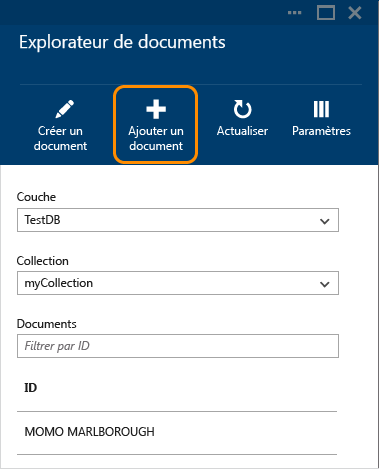 Explorateur de documents
Créer un
document
Ajouter un
document
Actualiser
Paramètres
Couche
TestDB
Collection
myCollection
Documents
Filtrer par ID
ID
MOMO MARLBOROUGH